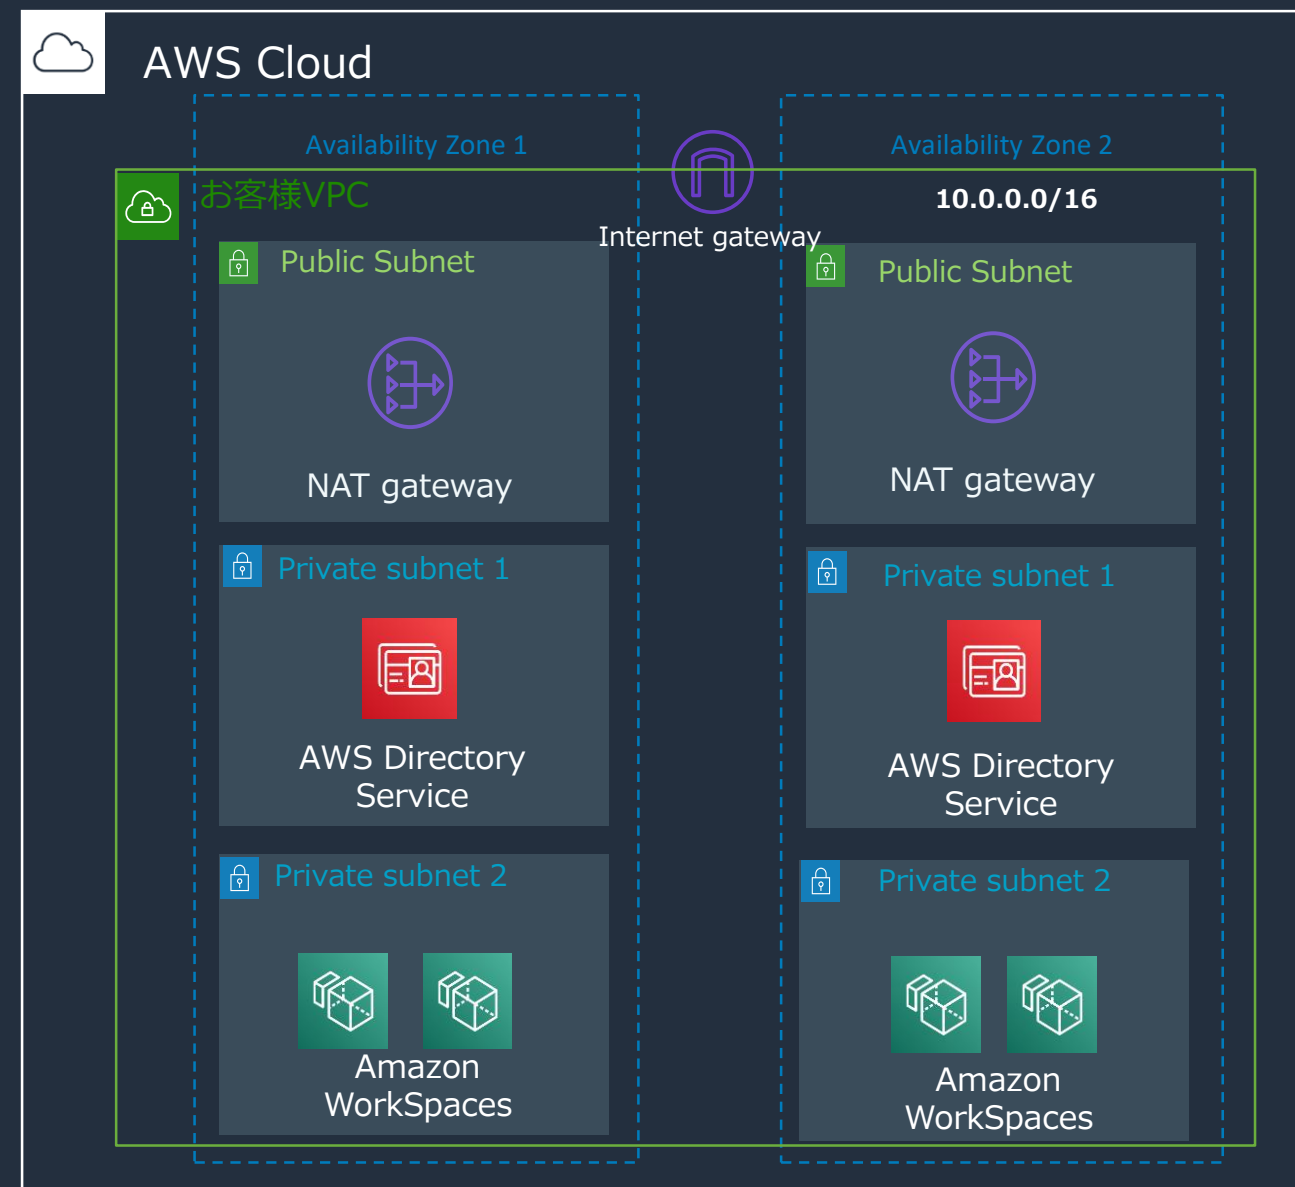 AWS Cloud
Availability Zone 1
Availability Zone 2
お客様VPC
10.0.0.0/16
Internet gateway
Public Subnet
NAT gateway
Private subnet 1
AWS Directory
Service
Private subnet 2
Amazon
WorkSpaces
Public Subnet
NAT gateway
Private subnet 1
AWS Directory
Service
Private subnet 2
Amazon
WorkSpaces